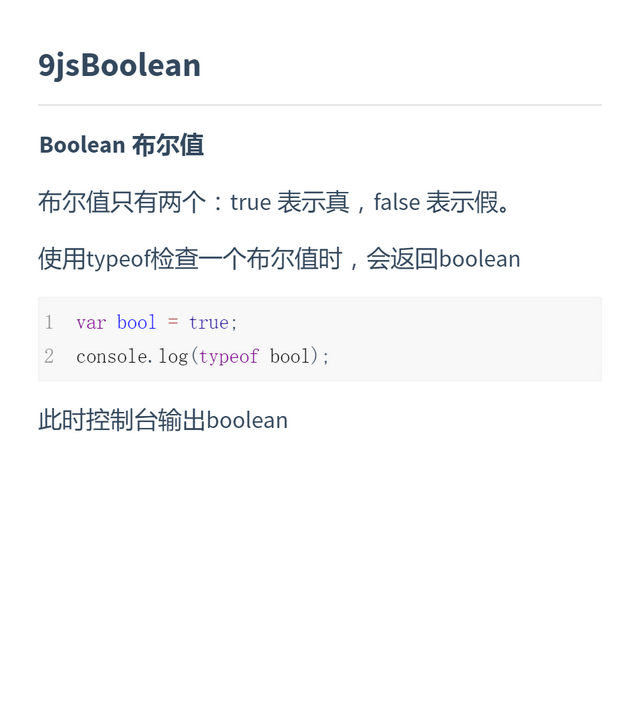 9jsBoolean
Boolean 布尔值
布尔值只有两个：true 表示真，false 表示假。
使用typeof检查一个布尔值时，会返回boolean
1 var bool = true;
2 console.log(typeof bool);
此时控制台输出boolean